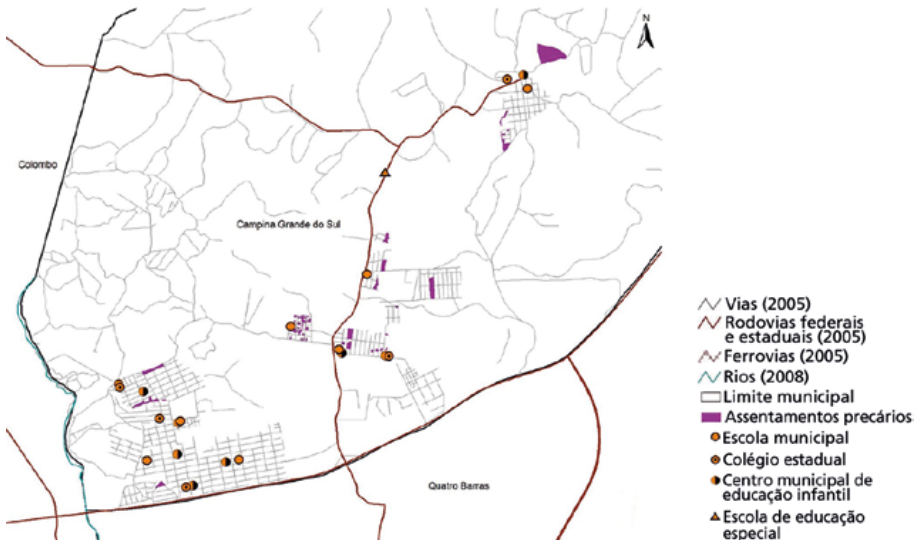 N
Colombo
Campina Grande do Sul
Quatro Barras
Vias (2005)
Rodovias federais
e estaduais (2005)
Ferrovias (2005)
Rios (2008)
Limite municipal
Assentamentos precários
Escola municipal
Colégio estadual
Centro municipal de
educação infantil
Escola de educação
especial